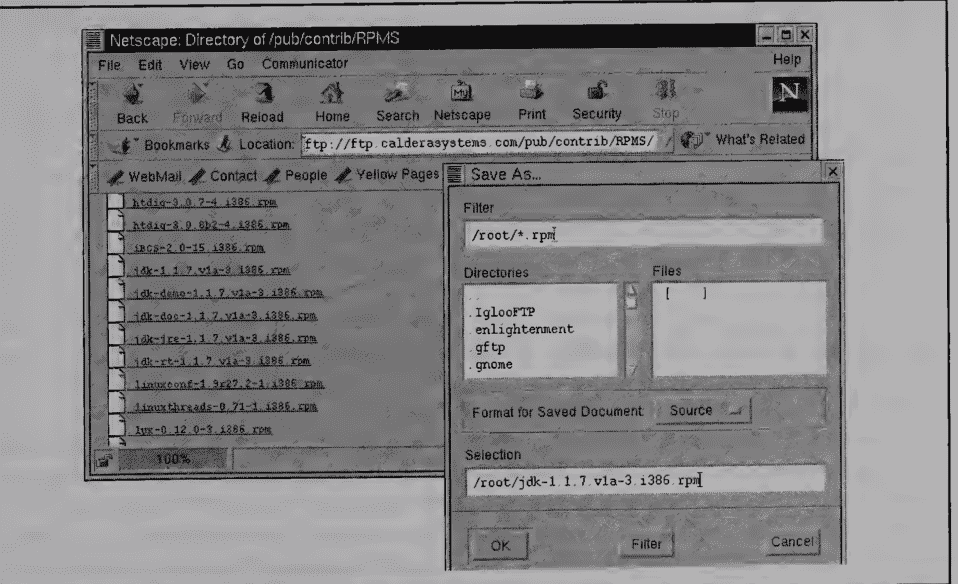 Netscape: Directory of /pub/contrib/RPMS
File Edit View Go Communicator Help
Back Forward Reload Home Search Netscape Print Security Stop
My
N
Bookmarks Location: ftp://ftp.calderasystems.com/pub/contrib/RPMS/ What's Related
WebMail Contact People Yellow Pages
htdig-3.0.7-4.i386.rpm
htdig-3.0.8b2-4.i386.rpm
iBCS-2.0-15.i386.rpm
jdk-1.1.7.v1a-3.i386.rpm
jdk-demo-1.1.7.v1a-3.i386.rpm
jdk-doc-1.1.7.v1a-3.i386.rpm
jdk-jre-1.1.7.v1a-3.i386.rpm
jdk-rt-1.1.7.v1a-3.i386.rpm
linuxconf-1.9r27.2-1.i386.rpm
linuxthreads-0.71-1.i386.rpm
lyx-0.12.0-3.i386.rpm
100%
Save As...
Filter
/root/*.rpm
Directories Files
..
[ ]
.IglooFTP
.enlightenment
.gftp
.gnome
Format for Saved Document: Source
Selection
/root/jdk-1.1.7.v1a-3.i386.rpm
OK Filter Cancel